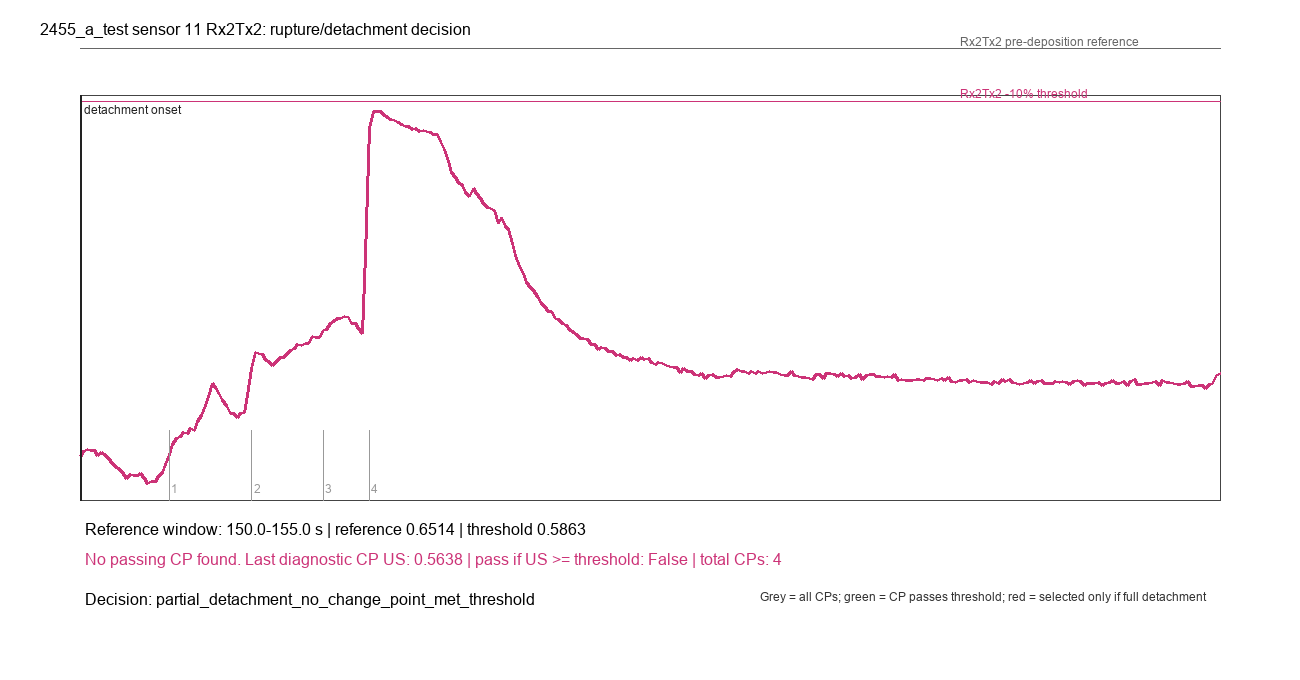 2455_a_test sensor 11 Rx2Tx2: rupture/detachment decision
Rx2Tx2 pre-deposition reference
Rx2Tx2 -10% threshold
detachment onset
1
2
3
4
Reference window: 150.0-155.0 s | reference 0.6514 | threshold 0.5863
No passing CP found. Last diagnostic CP US: 0.5638 | pass if US >= threshold: False | total CPs: 4
Decision: partial_detachment_no_change_point_met_threshold
Grey = all CPs; green = CP passes threshold; red = selected only if full detachment